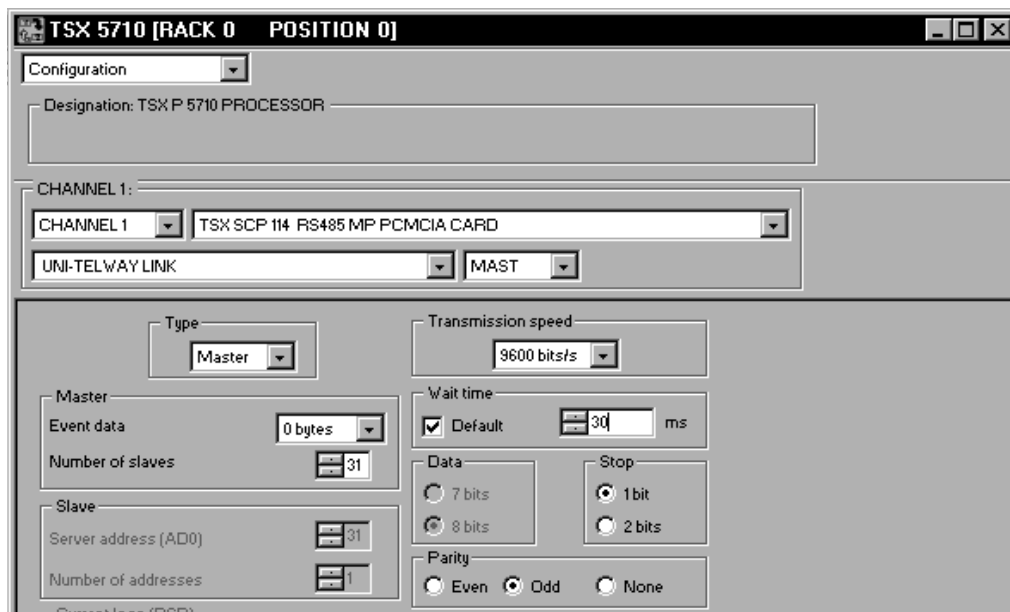 TSX 5710 [RACK 0 POSITION 0]
Configuration
Designation: TSX P 5710 PROCESSOR
CHANNEL 1:
CHANNEL 1 TSX SCP 114 RS485 MP PCMCIA CARD
UNI-TELWAY LINK MAST
Type
Master
Transmission speed
9600 bits/s
Master
Event data 0 bytes
Number of slaves 31
Wait time
Default 30 ms
Data
7 bits
8 bits
Stop
1 bit
2 bits
Slave
Server address (AD0) 31
Number of addresses 1
Parity
Even Odd None